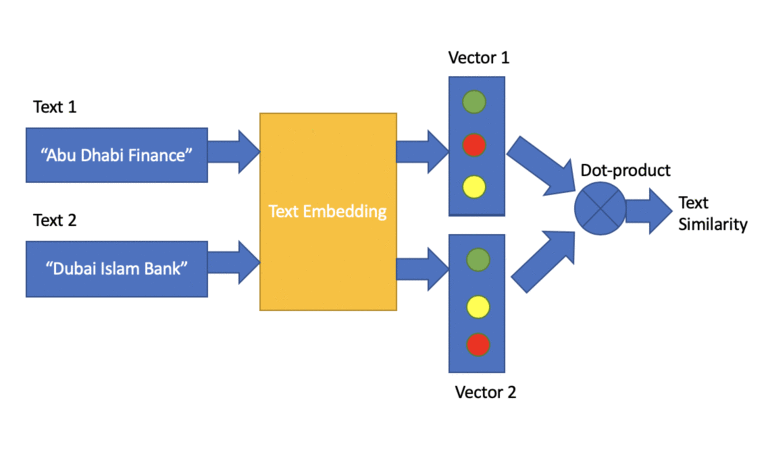 Text 1
“Abu Dhabi Finance”
Text 2
“Dubai Islam Bank”
Text Embedding
Vector 1
Vector 2
Dot-product
Text
Similarity